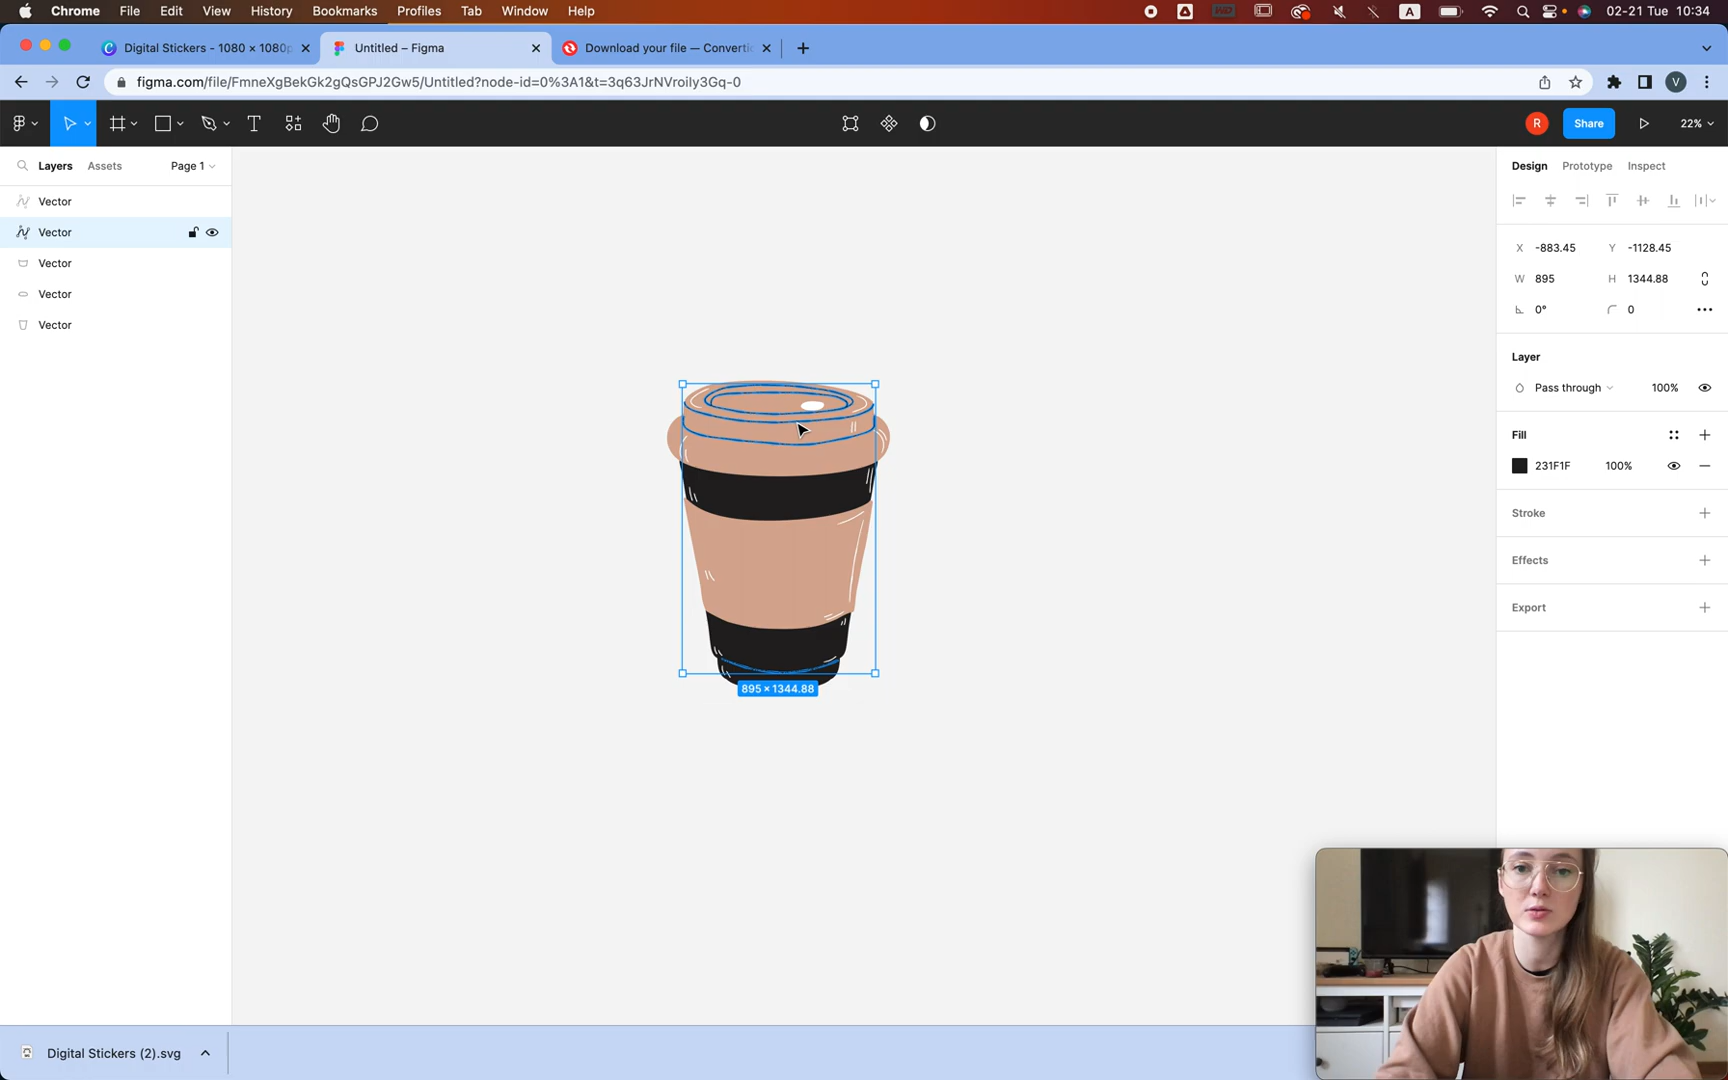 Chrome File Edit View History Bookmarks Profiles Tab Window Help A 02-21 Tue 10:34
Digital Stickers - 1080 × 1080p Untitled – Figma Download your file — Converti
figma.com/file/FmneXgBekGk2gQsGPJ2Gw5/Untitled?node-id=0%3A1&t=3q63JrNVroily3Gq-0 V
R Share 22%
Layers Assets Page 1 Design Prototype Inspect
Vector
Vector
Vector
Vector
Vector
X -883.45 Y -1128.45
W 895 H 1344.88
0° 0
Layer
Pass through 100%
Fill
231F1F 100%
Stroke
Effects
Export
895 × 1344.88
Digital Stickers (2).svg